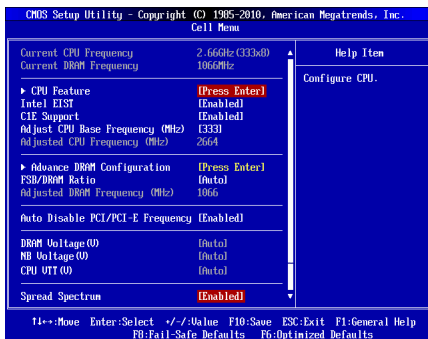 CMOS Setup Utility - Copyright (C) 1985-2010, American Megatrends, Inc.
Cell Menu
Current CPU Frequency 2.66GHz(333x8)
Current DRAM Frequency 1066MHz
▶ CPU Feature [Press Enter]
Intel EIST [Enabled]
C1E Support [Enabled]
Adjust CPU Base Frequency (MHz) [333]
Adjusted CPU Frequency (MHz) 2664
▶ Advance DRAM Configuration [Press Enter]
FSB/DRAM Ratio [Auto]
Adjusted DRAM Frequency (MHz) 1066
Auto Disable PCI/PCI-E Frequency [Enabled]
DRAM Voltage(V) [Auto]
NB Voltage(V) [Auto]
CPU VTT(V) [Auto]
Spread Spectrum [Enabled]
Help Item
Configure CPU.
↑↓↔:Move Enter:Select +/-/:Value F10:Save ESC:Exit F1:General Help
F8:Fail-Safe Defaults F6:Optimized Defaults